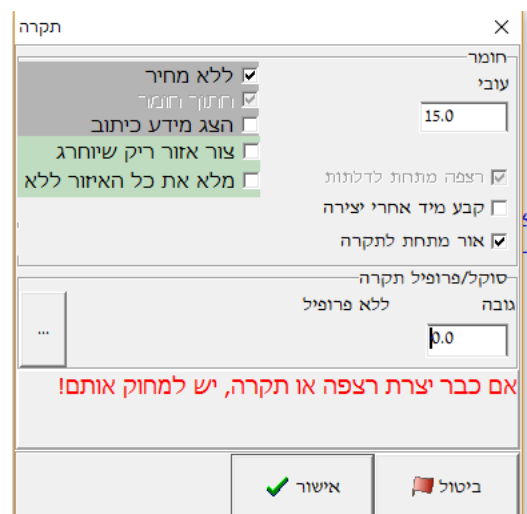 תקרה
חומר
עובי
15.0
ללא מחיר
חתוך חומר
הצג מידע כיתוב
צור אזור ריק שיוחרג
מלא את כל האיזור ללא
רצפה מתחת לדלתות
קבע מיד אחרי יצירה
אור מתחת לתקרה
סוקל/פרופיל תקרה
גובה ללא פרופיל
0.0
...
אם כבר יצרת רצפה או תקרה, יש למחוק אותם!
ביטול אישור